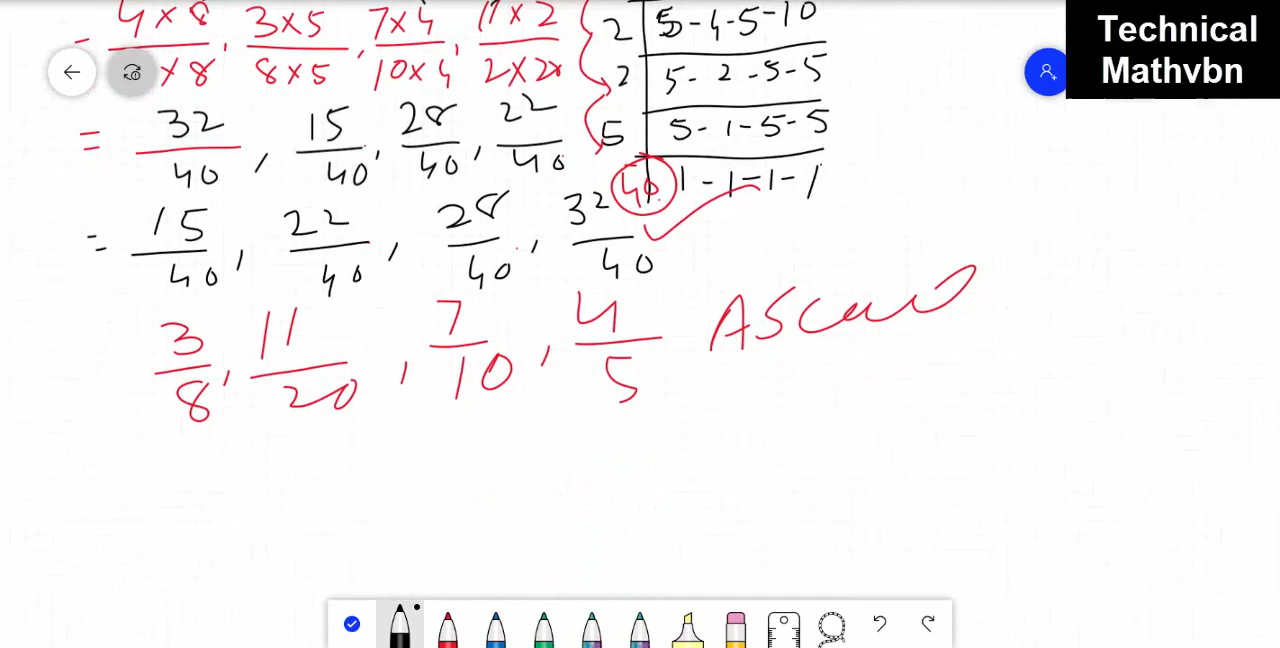 Technical
Mathvbn
= 4×8/ ×8, 3×5/8×5, 7×4/10×4, 11×2/2×20
2 | 5-4-5-10
2 | 5-2-5-5
= 32/40, 15/40, 28/40, 22/40
5 | 5-1-5-5
40 | 1-1-1-1
= 15/40, 22/40, 28/40, 32/40
3/8, 11/20, 7/10, 4/5